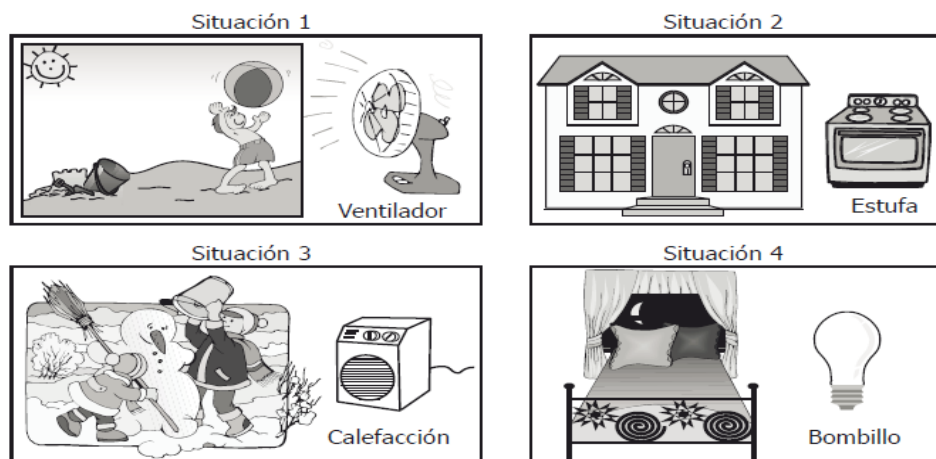 Situación 1
Situación 2
Ventilador
Estufa
Situación 3
Situación 4
Calefacción
Bombillo